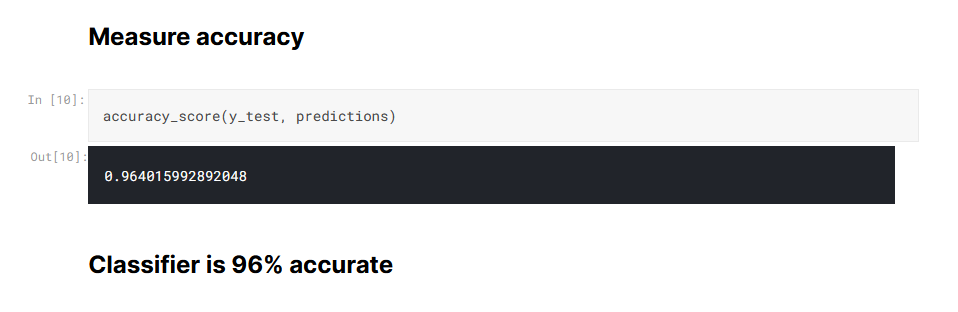 Measure accuracy
In [10]:
accuracy_score(y_test, predictions)
Out[10]:
0.964015992892048
Classifier is 96% accurate